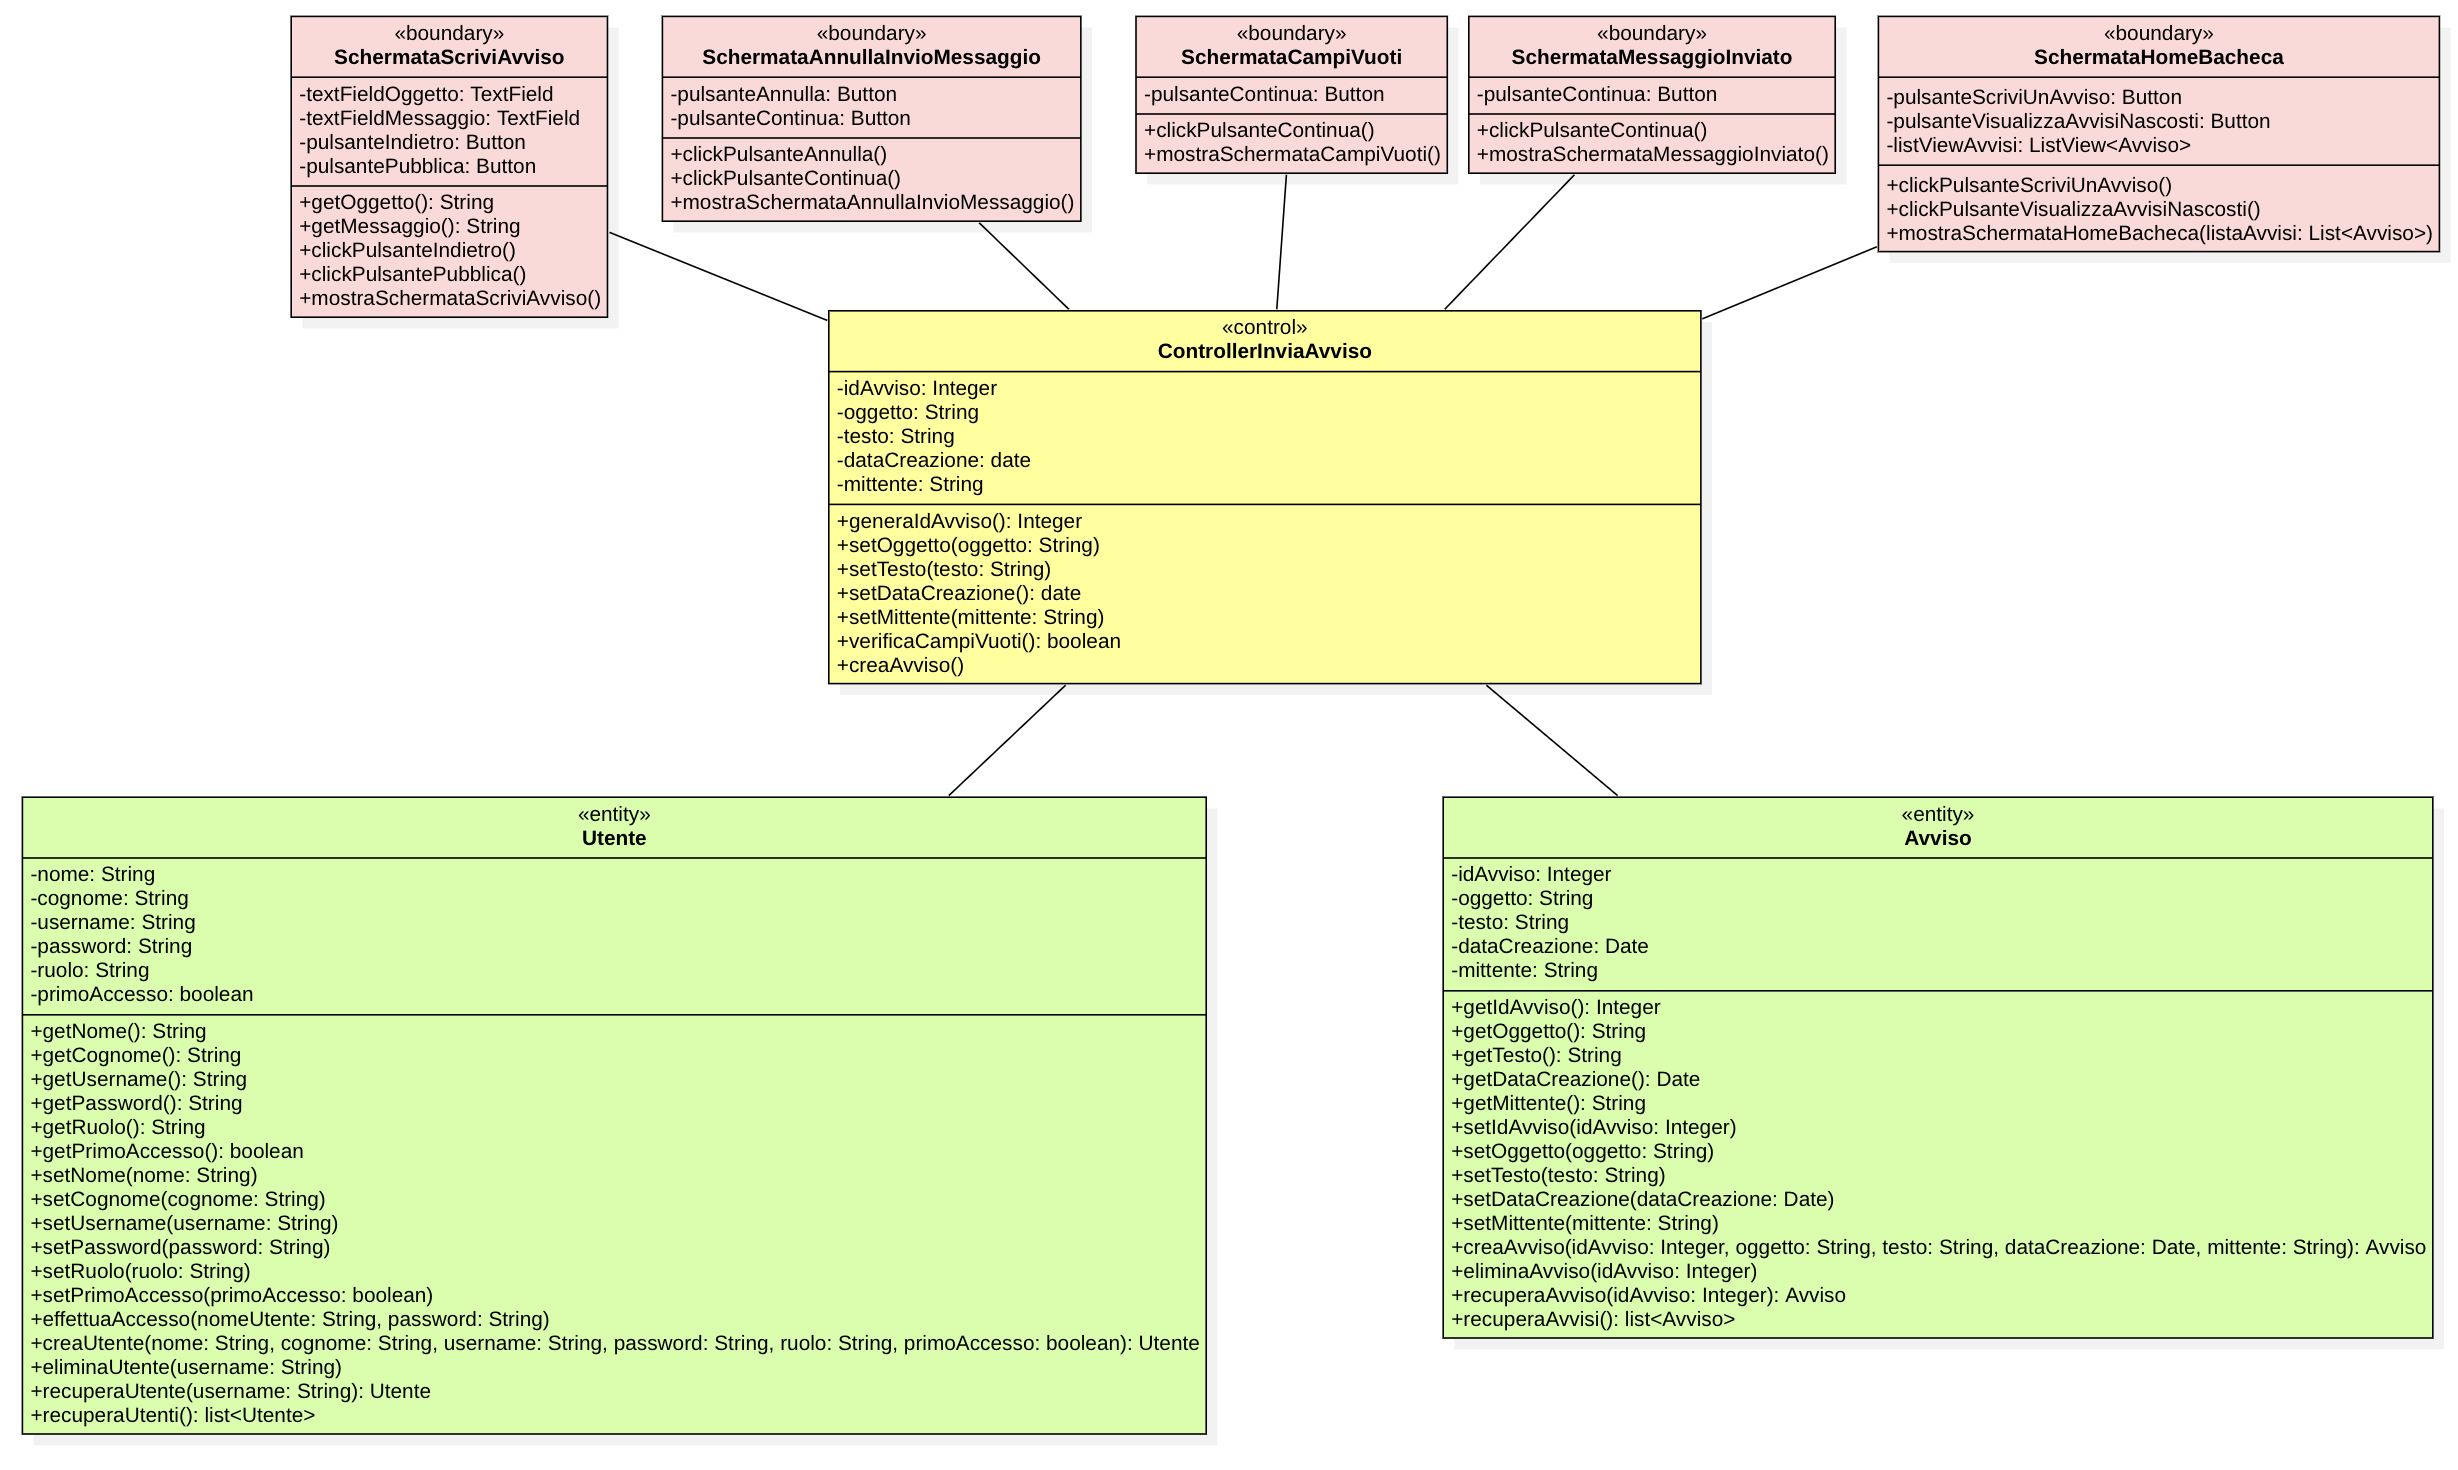 «boundary»
SchermataScriviAvviso
-textFieldOggetto: TextField
-textFieldMessaggio: TextField
-pulsanteIndietro: Button
-pulsantePubblica: Button
+getOggetto(): String
+getMessaggio(): String
+clickPulsanteIndietro()
+clickPulsantePubblica()
+mostraSchermataScriviAvviso()
«boundary»
SchermataAnnullaInvioMessaggio
-pulsanteAnnulla: Button
-pulsanteContinua: Button
+clickPulsanteAnnulla()
+clickPulsanteContinua()
+mostraSchermataAnnullaInvioMessaggio()
«boundary»
SchermataCampiVuoti
-pulsanteContinua: Button
+clickPulsanteContinua()
+mostraSchermataCampiVuoti()
«boundary»
SchermataMessaggioInviato
-pulsanteContinua: Button
+clickPulsanteContinua()
+mostraSchermataMessaggioInviato()
«boundary»
SchermataHomeBacheca
-pulsanteScriviUnAvviso: Button
-pulsanteVisualizzaAvvisiNascosti: Button
-listViewAvvisi: ListView<Avviso>
+clickPulsanteScriviUnAvviso()
+clickPulsanteVisualizzaAvvisiNascosti()
+mostraSchermataHomeBacheca(listaAvvisi: List<Avviso>)
«control»
ControllerInviaAvviso
-idAvviso: Integer
-oggetto: String
-testo: String
-dataCreazione: date
-mittente: String
+generaIdAvviso(): Integer
+setOggetto(oggetto: String)
+setTesto(testo: String)
+setDataCreazione(): date
+setMittente(mittente: String)
+verificaCampiVuoti(): boolean
+creaAvviso()
«entity»
Utente
-nome: String
-cognome: String
-username: String
-password: String
-ruolo: String
-primoAccesso: boolean
+getNome(): String
+getCognome(): String
+getUsername(): String
+getPassword(): String
+getRuolo(): String
+getPrimoAccesso(): boolean
+setNome(nome: String)
+setCognome(cognome: String)
+setUsername(username: String)
+setPassword(password: String)
+setRuolo(ruolo: String)
+setPrimoAccesso(primoAccesso: boolean)
+effettuaAccesso(nomeUtente: String, password: String)
+creaUtente(nome: String, cognome: String, username: String, password: String, ruolo: String, primoAccesso: boolean): Utente
+eliminaUtente(username: String)
+recuperaUtente(username: String): Utente
+recuperaUtenti(): list<Utente>
«entity»
Avviso
-idAvviso: Integer
-oggetto: String
-testo: String
-dataCreazione: Date
-mittente: String
+getIdAvviso(): Integer
+getOggetto(): String
+getTesto(): String
+getDataCreazione(): Date
+getMittente(): String
+setIdAvviso(idAvviso: Integer)
+setOggetto(oggetto: String)
+setTesto(testo: String)
+setDataCreazione(dataCreazione: Date)
+setMittente(mittente: String)
+creaAvviso(idAvviso: Integer, oggetto: String, testo: String, dataCreazione: Date, mittente: String): Avviso
+eliminaAvviso(idAvviso: Integer)
+recuperaAvviso(idAvviso: Integer): Avviso
+recuperaAvvisi(): list<Avviso>